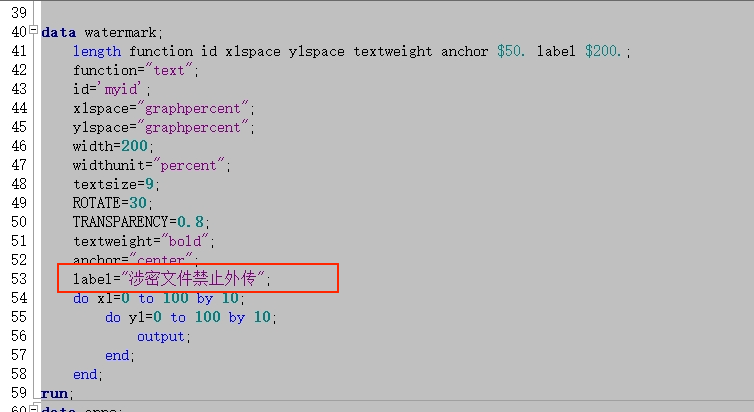 39
40 data watermark;
41 length function id x1space y1space textweight anchor $50. label $200.;
42 function="text";
43 id='myid';
44 x1space="graphpercent";
45 y1space="graphpercent";
46 width=200;
47 widthunit="percent";
48 textsize=9;
49 ROTATE=30;
50 TRANSPARENCY=0.8;
51 textweight="bold";
52 anchor="center";
53 label="涉密文件禁止外传";
54 do x1=0 to 100 by 10;
55 do y1=0 to 100 by 10;
56 output;
57 end;
58 end;
59 run;
60 data